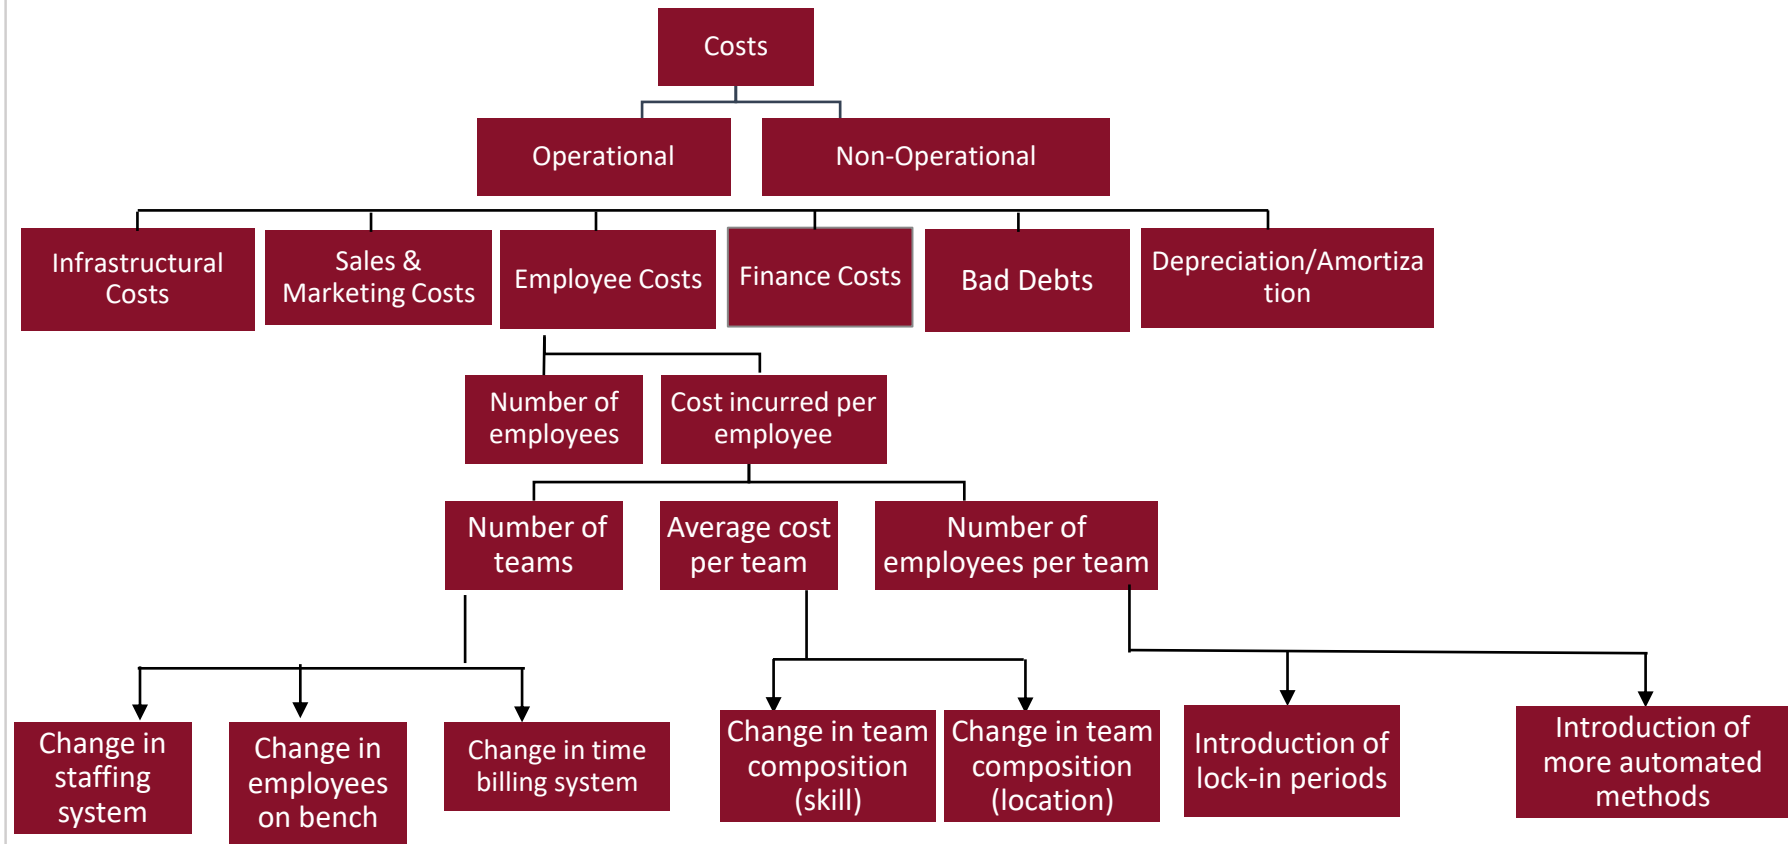 Costs
Operational
Non-Operational
Infrastructural
Costs
Sales &
Marketing Costs
Employee Costs
Finance Costs
Bad Debts
Depreciation/Amortiza
tion
Number of
employees
Cost incurred per
employee
Number of
teams
Average cost
per team
Number of
employees per team
Change in
staffing
system
Change in
employees
on bench
Change in time
billing system
Change in team
composition
(skill)
Change in team
composition
(location)
Introduction of
lock-in periods
Introduction of
more automated
methods